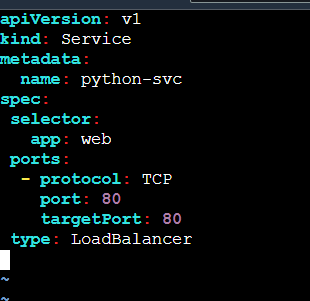 apiVersion: v1
kind: Service
metadata:
  name: python-svc
spec:
 selector:
   app: web
 ports:
  - protocol: TCP
    port: 80
    targetPort: 80
 type: LoadBalancer
~
~